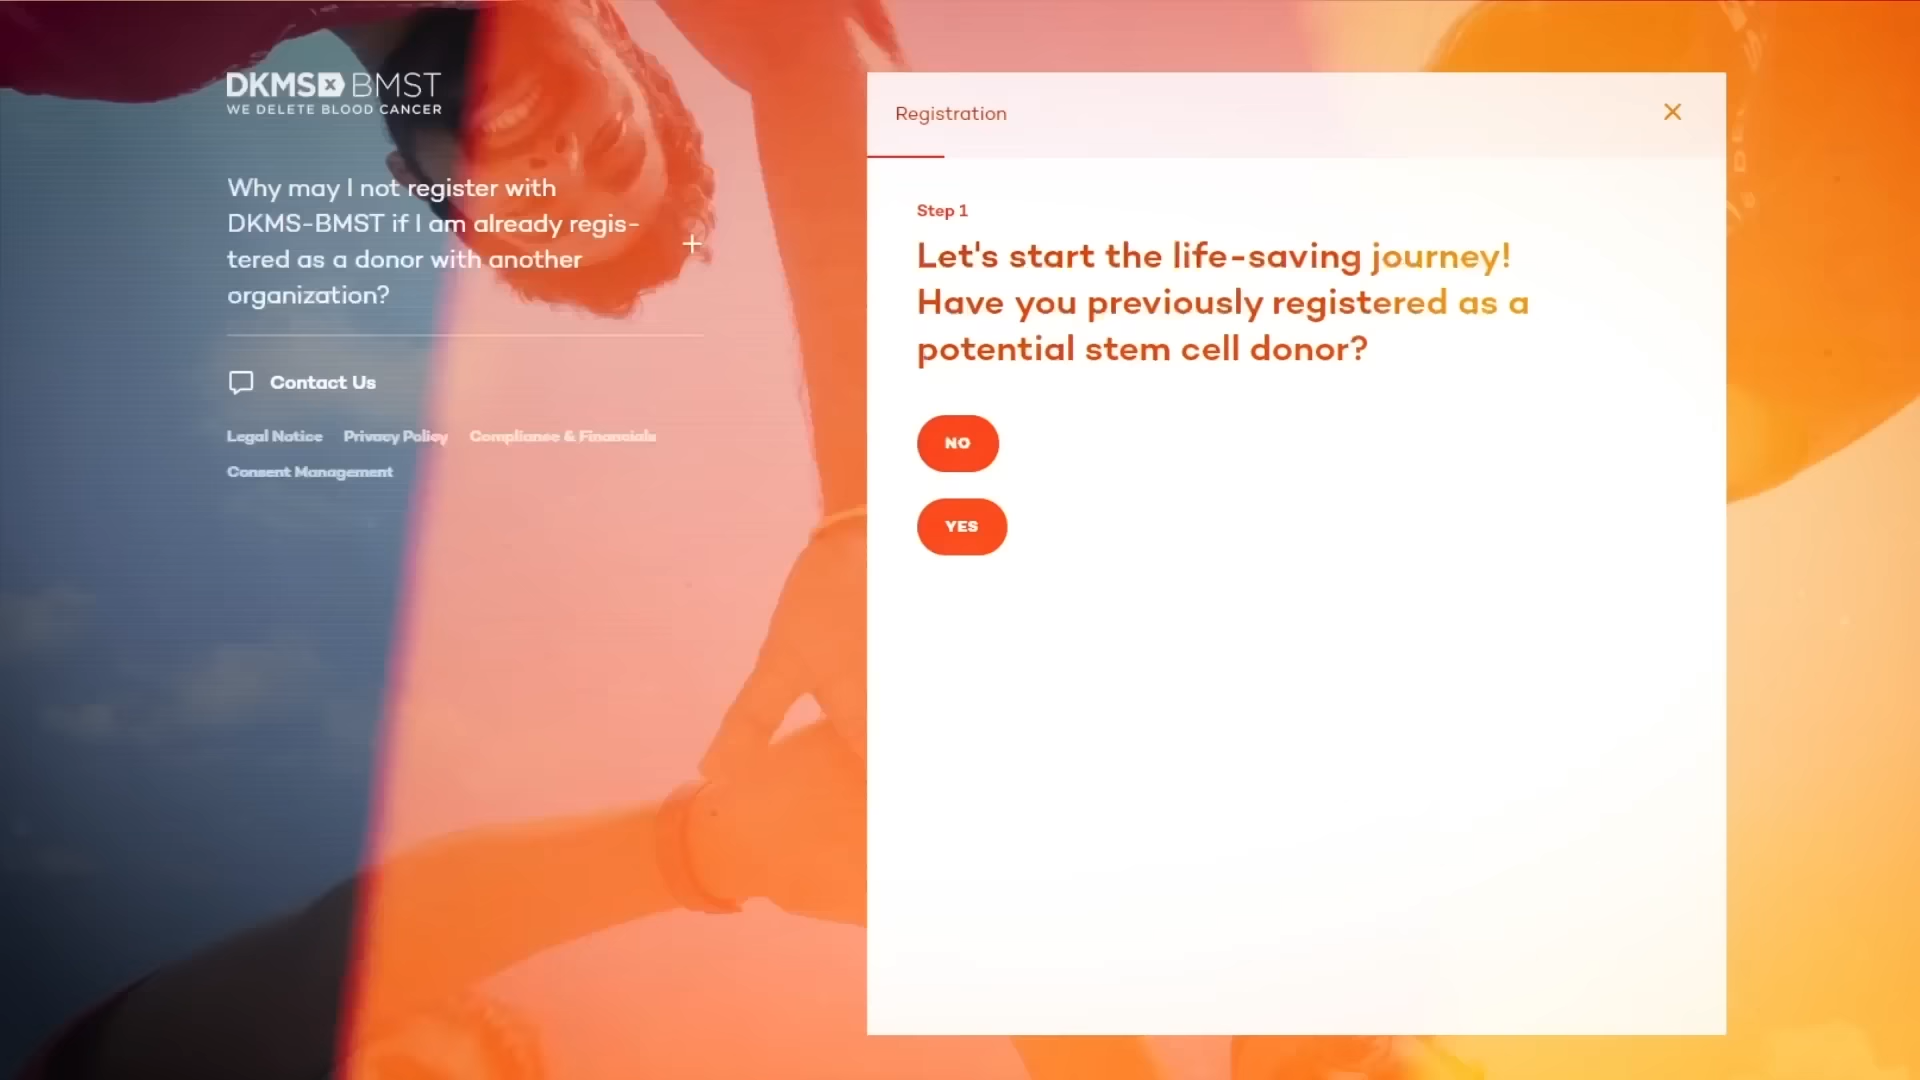 DKMS x BMST
WE DELETE BLOOD CANCER
Why may I not register with
DKMS-BMST if I am already regis-
tered as a donor with another
organization?
Contact Us
Legal Notice Privacy Policy Compliance & Financials
Consent Management
Registration
Step 1
Let's start the life-saving journey!
Have you previously registered as a
potential stem cell donor?
NO
YES